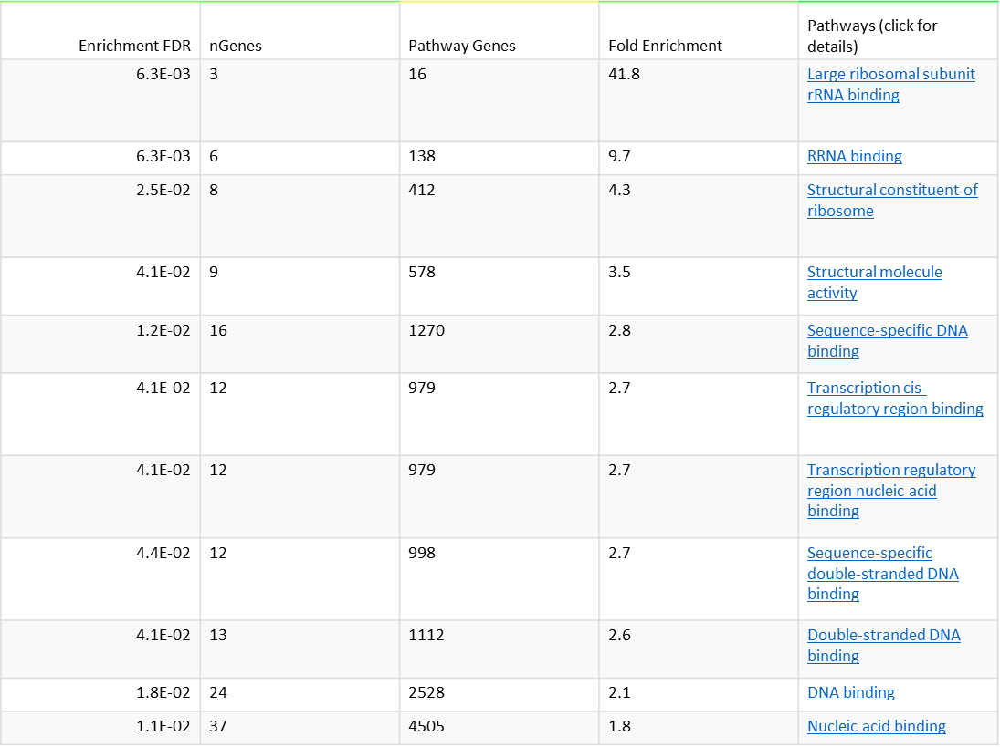 Enrichment FDR nGenes Pathway Genes Fold Enrichment Pathways (click for
details)
6.3E-03 3 16 41.8 Large ribosomal subunit
rRNA binding
6.3E-03 6 138 9.7 RRNA binding
2.5E-02 8 412 4.3 Structural constituent of
ribosome
4.1E-02 9 578 3.5 Structural molecule
activity
1.2E-02 16 1270 2.8 Sequence-specific DNA
binding
4.1E-02 12 979 2.7 Transcription cis-
regulatory region binding
4.1E-02 12 979 2.7 Transcription regulatory
region nucleic acid
binding
4.4E-02 12 998 2.7 Sequence-specific
double-stranded DNA
binding
4.1E-02 13 1112 2.6 Double-stranded DNA
binding
1.8E-02 24 2528 2.1 DNA binding
1.1E-02 37 4505 1.8 Nucleic acid binding